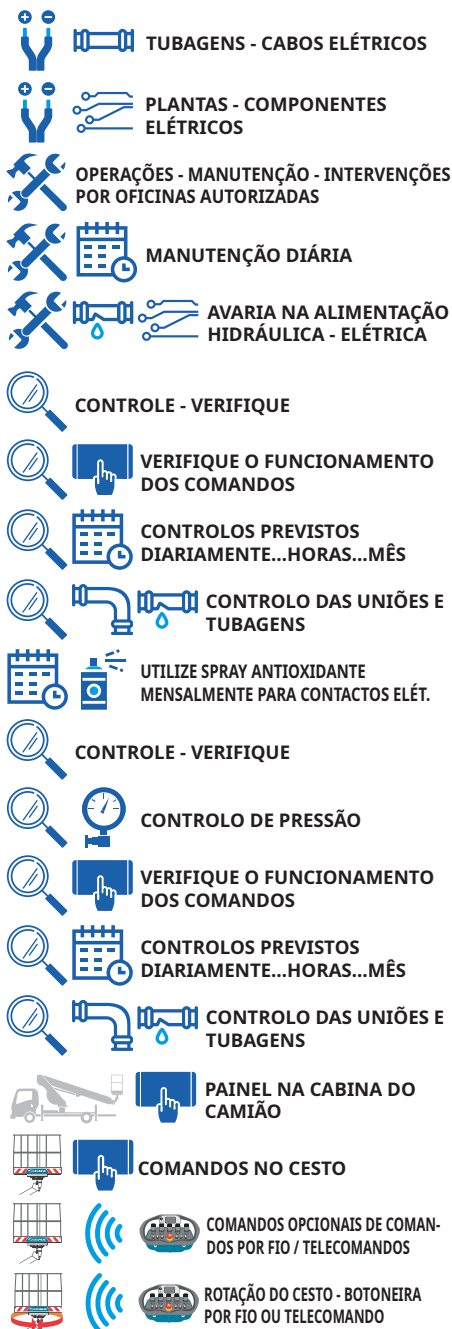 TUBAGENS - CABOS ELÉTRICOS
PLANTAS - COMPONENTES
ELÉTRICOS
OPERAÇÕES - MANUTENÇÃO - INTERVENÇÕES
POR OFICINAS AUTORIZADAS
MANUTENÇÃO DIÁRIA
AVARIA NA ALIMENTAÇÃO
HIDRÁULICA - ELÉTRICA
CONTROLE - VERIFIQUE
VERIFIQUE O FUNCIONAMENTO
DOS COMANDOS
CONTROLOS PREVISTOS
DIARIAMENTE...HORAS...MÊS
CONTROLO DAS UNIÕES E
TUBAGENS
UTILIZE SPRAY ANTIOXIDANTE
MENSALMENTE PARA CONTACTOS ELÉT.
CONTROLE - VERIFIQUE
CONTROLO DE PRESSÃO
VERIFIQUE O FUNCIONAMENTO
DOS COMANDOS
CONTROLOS PREVISTOS
DIARIAMENTE...HORAS...MÊS
CONTROLO DAS UNIÕES E
TUBAGENS
PAINEL NA CABINA DO
CAMIÃO
COMANDOS NO CESTO
COMANDOS OPCIONAIS DE COMAN-
DOS POR FIO / TELECOMANDOS
ROTAÇÃO DO CESTO - BOTONEIRA
POR FIO OU TELECOMANDO